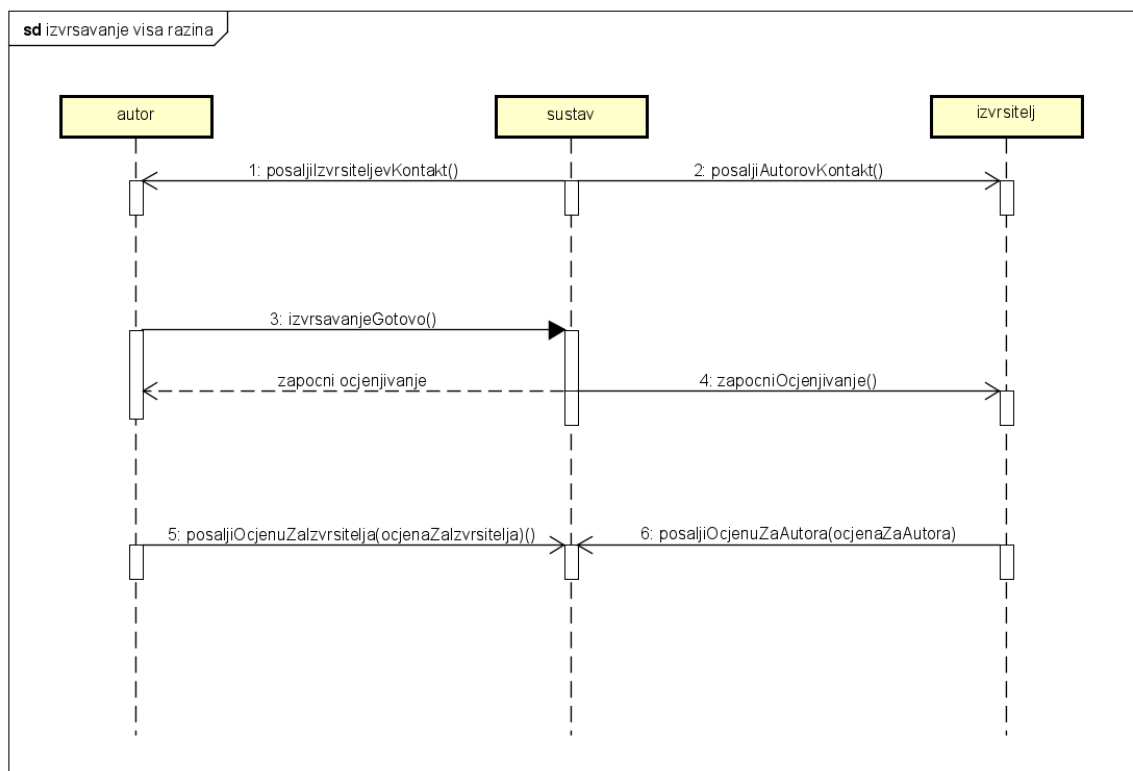 sd izvrsavanje visa razina
autor
sustav
izvrsitelj
1: posaljiIzvrsiteljevKontakt()
2: posaljiAutorovKontakt()
3: izvrsavanjeGotovo()
zapocni ocjenjivanje
4: zapocniOcjenjivanje()
5: posaljiOcjenuZaIzvrsitelja(ocjenaZaIzvrsitelja)()
6: posaljiOcjenuZaAutora(ocjenaZaAutora)